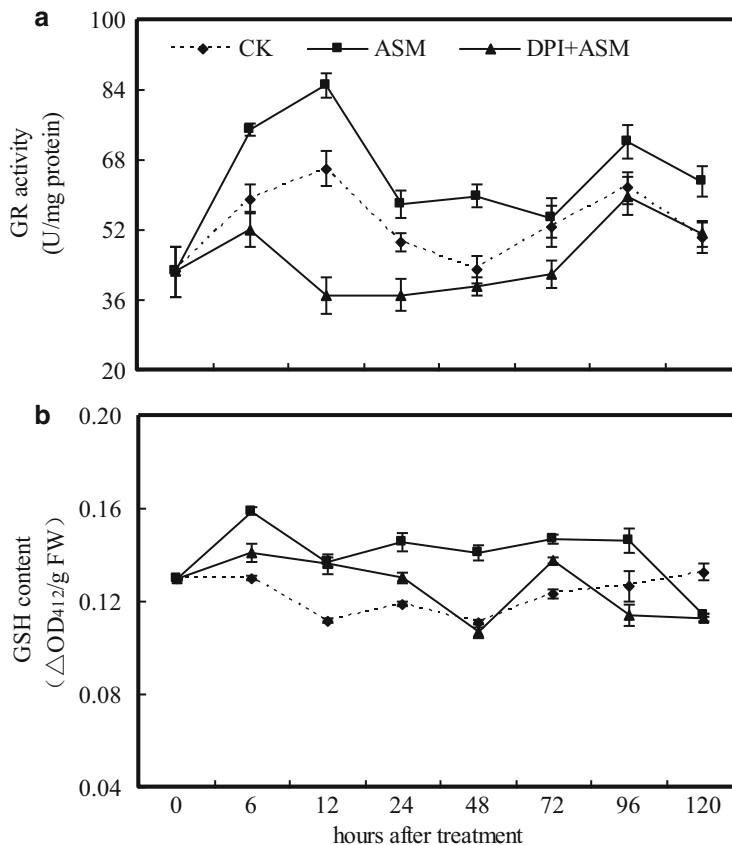 a
100
84
68
52
36
20
GR activity
(U/mg protein)
CK
ASM
DPI+ASM
b
0.20
0.16
0.12
0.08
0.04
GSH content
(△OD412/g FW)
0 6 12 24 48 72 96 120
hours after treatment